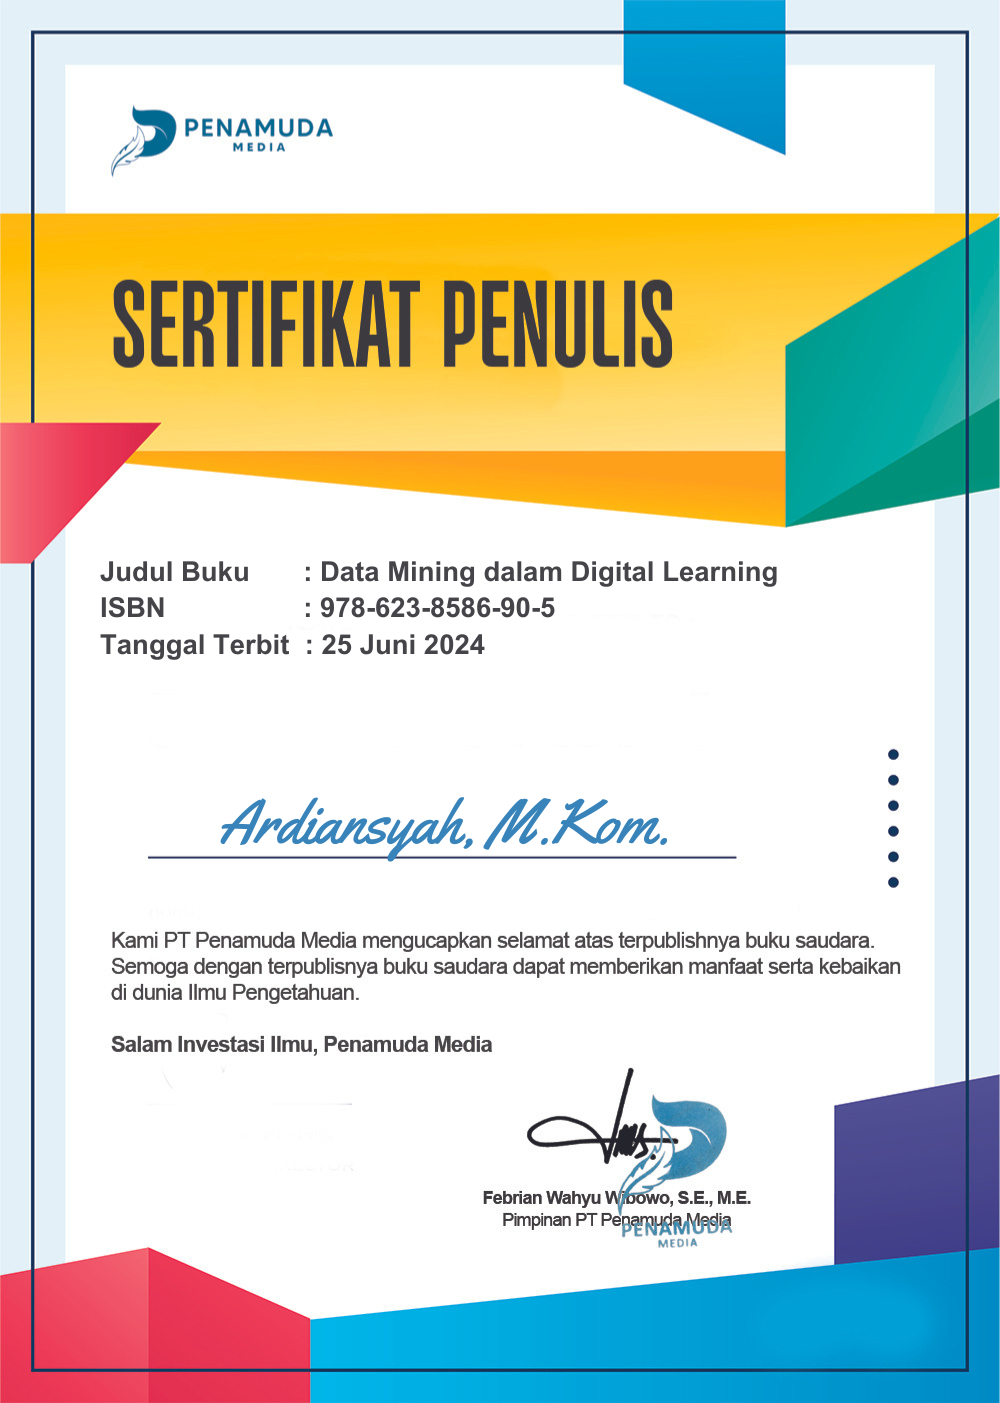 PENAMUDA
MEDIA
SERTIFIKAT PENULIS
Judul Buku : Data Mining dalam Digital Learning
ISBN : 978-623-8586-90-5
Tanggal Terbit : 25 Juni 2024
Ardiansyah, M.Kom.
Kami PT Penamuda Media mengucapkan selamat atas terpublishnya buku saudara.
Semoga dengan terpublisnya buku saudara dapat memberikan manfaat serta kebaikan
di dunia Ilmu Pengetahuan.
Salam Investasi Ilmu, Penamuda Media
Febrian Wahyu Wibowo, S.E., M.E.
Pimpinan PT Penamuda Media
PENAMUDA
MEDIA